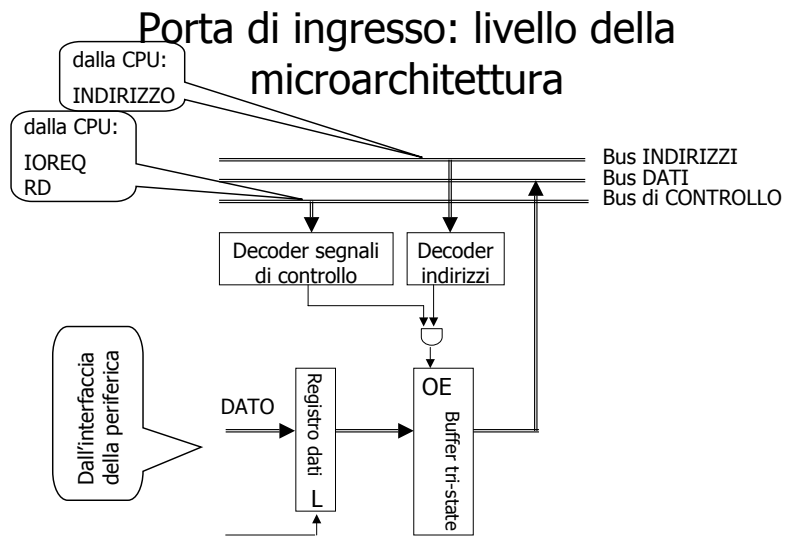 Porta di ingresso: livello della
microarchitettura
dalla CPU:
INDIRIZZO
dalla CPU:
IOREQ
RD
Bus INDIRIZZI
Bus DATI
Bus di CONTROLLO
Decoder segnali
di controllo
Decoder
indirizzi
Dall'interfaccia
della periferica
DATO
Registro dati
L
OE
Buffer tri-state